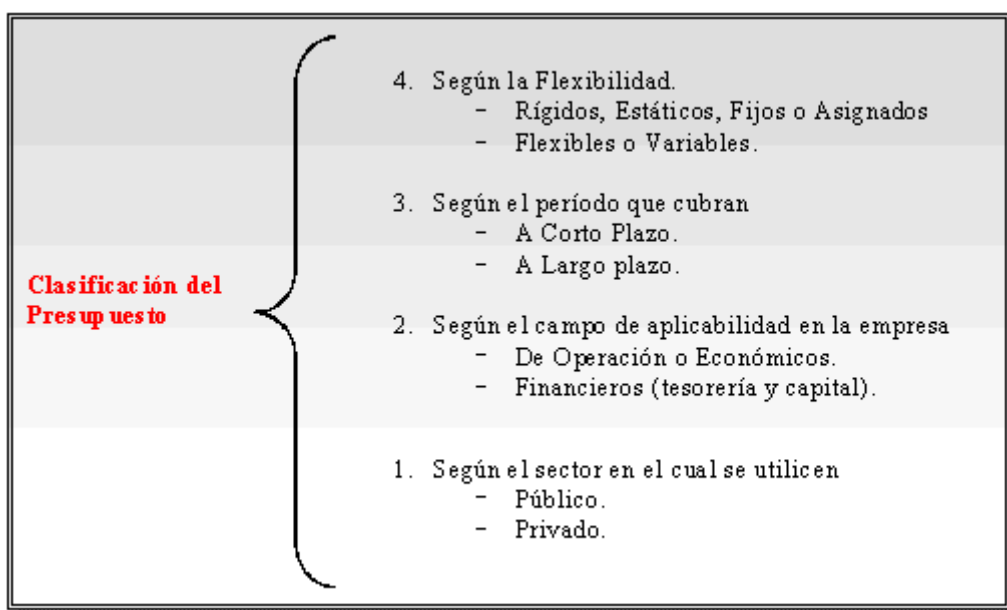 Clasificación del
Presupuesto
4. Según la Flexibilidad.
- Rígidos, Estáticos, Fijos o Asignados
- Flexibles o Variables.
3. Según el período que cubran
- A Corto Plazo.
- A Largo plazo.
2. Según el campo de aplicabilidad en la empresa
- De Operación o Económicos.
- Financieros (tesorería y capital).
1. Según el sector en el cual se utilicen
- Público.
- Privado.